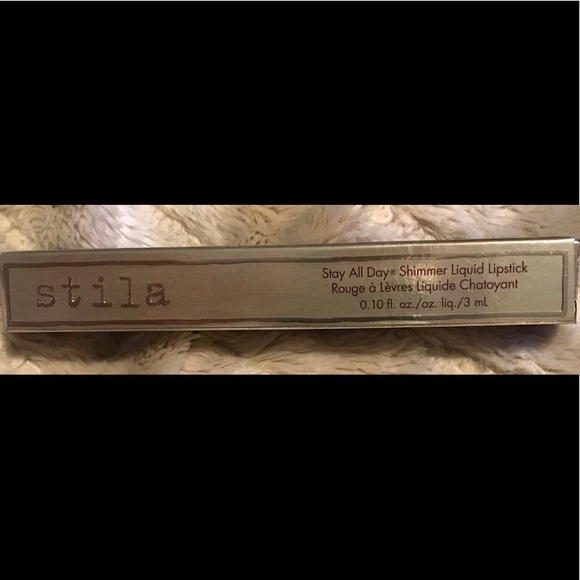 stila
Stay All Day® Shimmer Liquid Lipstick
Rouge à Lèvres Liquide Chatoyant
0.10 fl. oz./oz. liq./3 mL